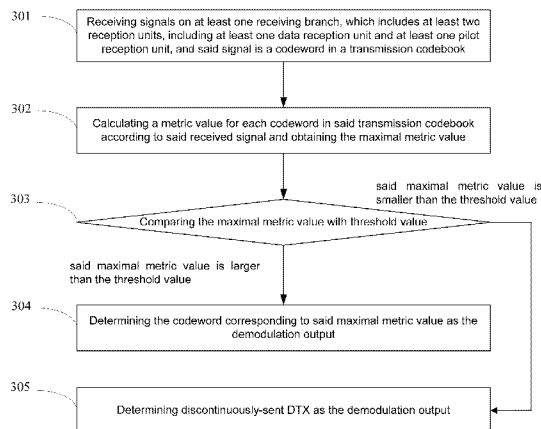 301
Receiving signals on at least one receiving branch, which includes at least two
reception units, including at least one data reception unit and at least one pilot
reception unit, and said signal is a codeword in a transmission codebook
302
Calculating a metric value for each codeword in said transmission codebook
according to said received signal and obtaining the maximal metric value
303
said maximal metric value is
smaller than the threshold value
Comparing the maximal metric value with threshold value
said maximal metric value is larger
than the threshold value
304
Determining the codeword corresponding to said maximal metric value as the
demodulation output
305
Determining discontinuously-sent DTX as the demodulation output